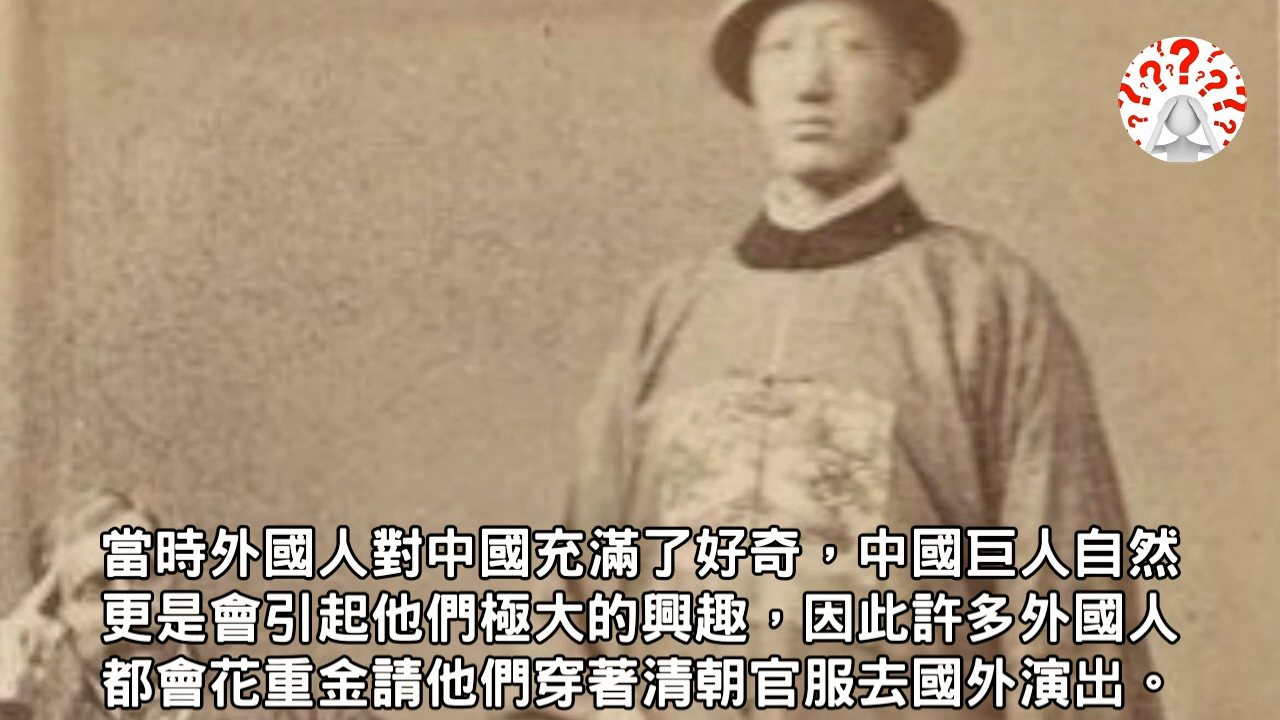 當時外國人對中國充滿了好奇，中國巨人自然
更是會引起他們極大的興趣，因此許多外國人
都會花重金請他們穿著清朝官服去國外演出。